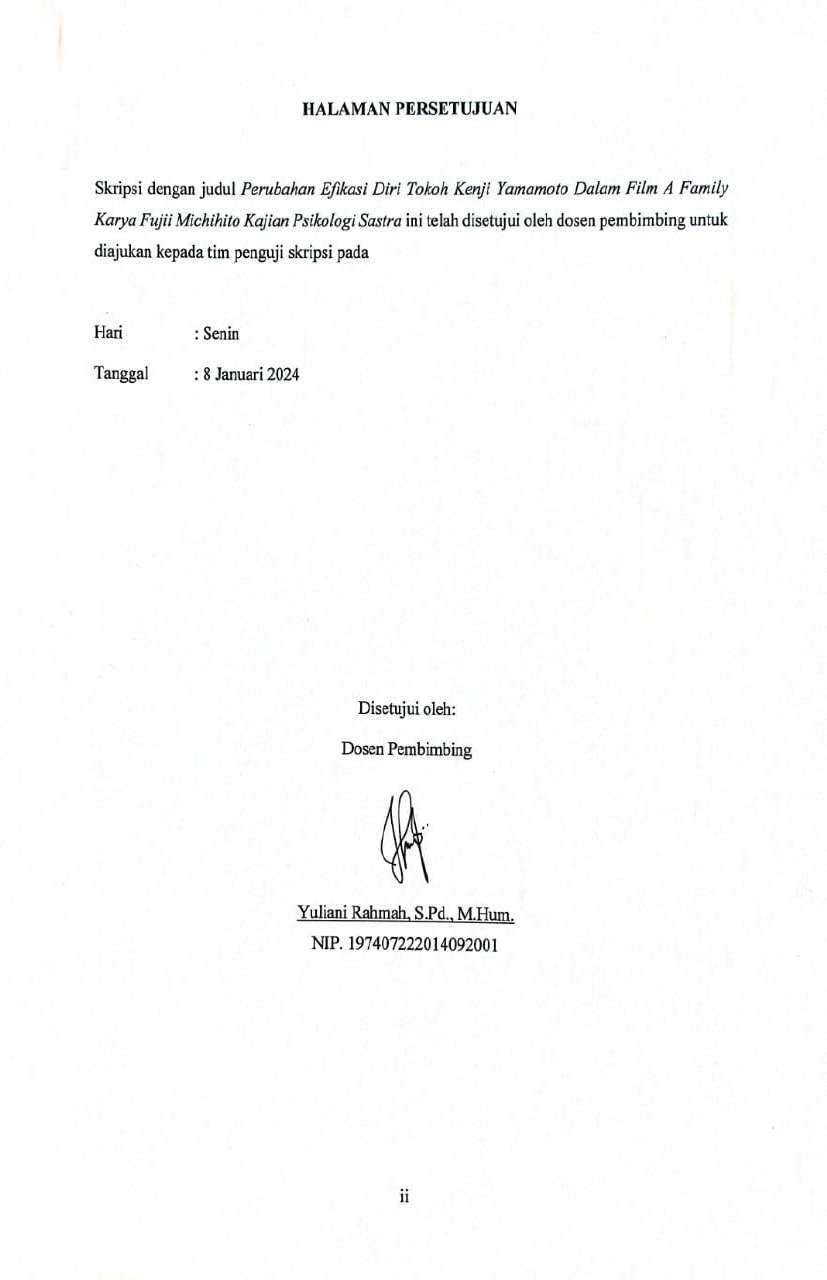 HALAMAN PERSETUJUAN
Skripsi dengan judul Perubahan Efikasi Diri Tokoh Kenji Yamamoto Dalam Film A Family
Karya Fujii Michihito Kajian Psikologi Sastra ini telah disetujui oleh dosen pembimbing untuk
diajukan kepada tim penguji skripsi pada
Hari : Senin
Tanggal : 8 Januari 2024
Disetujui oleh:
Dosen Pembimbing
Yuliani Rahmah, S.Pd., M.Hum.
NIP. 197407222014092001
ii